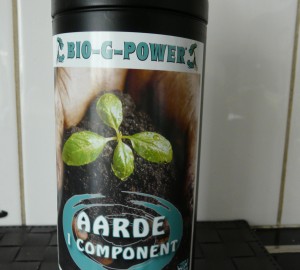 BIO-G-POWER
AARDE
1 COMPONENT